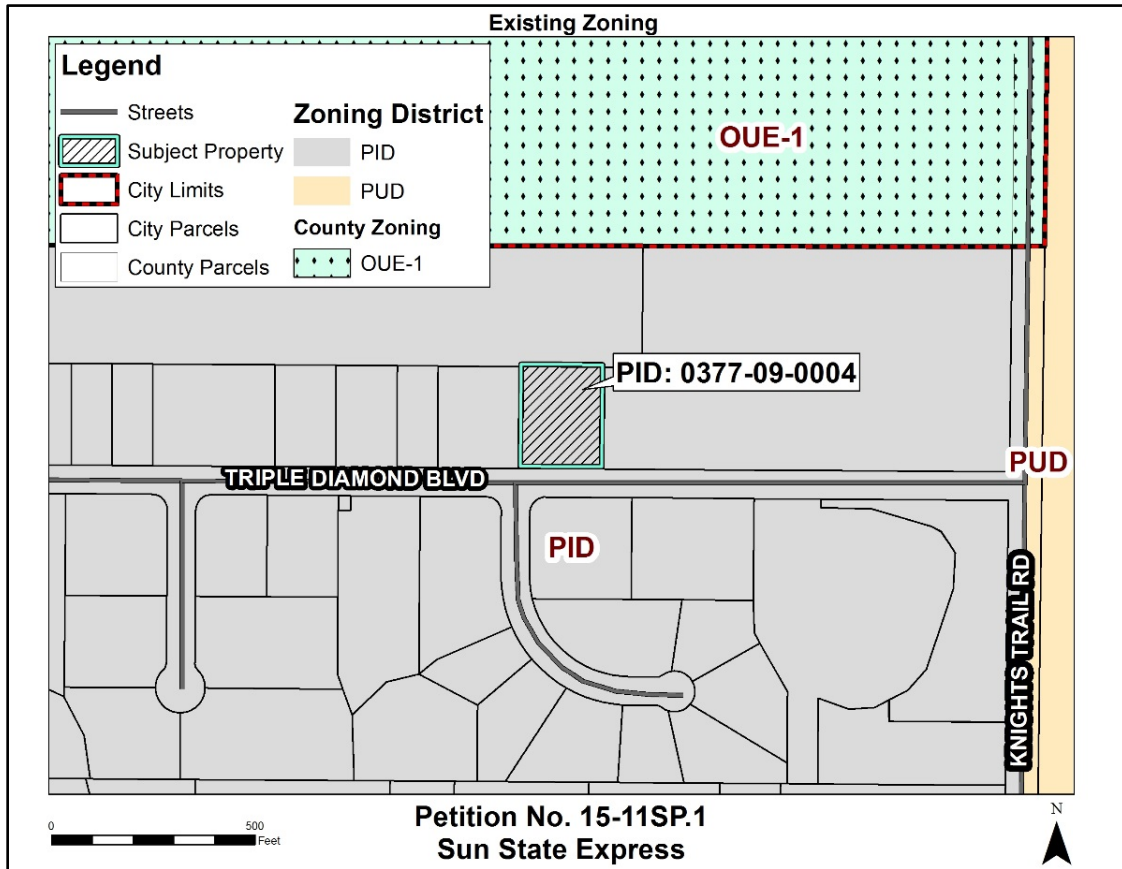 Existing Zoning
Legend
Streets
Subject Property
City Limits
City Parcels
County Parcels
Zoning District
PID
PUD
County Zoning
OUE-1
OUE-1
PID: 0377-09-0004
TRIPLE DIAMOND BLVD
PUD
PID
KNIGHTS TRAIL RD
0 500
Feet
Petition No. 15-11SP.1
Sun State Express
N